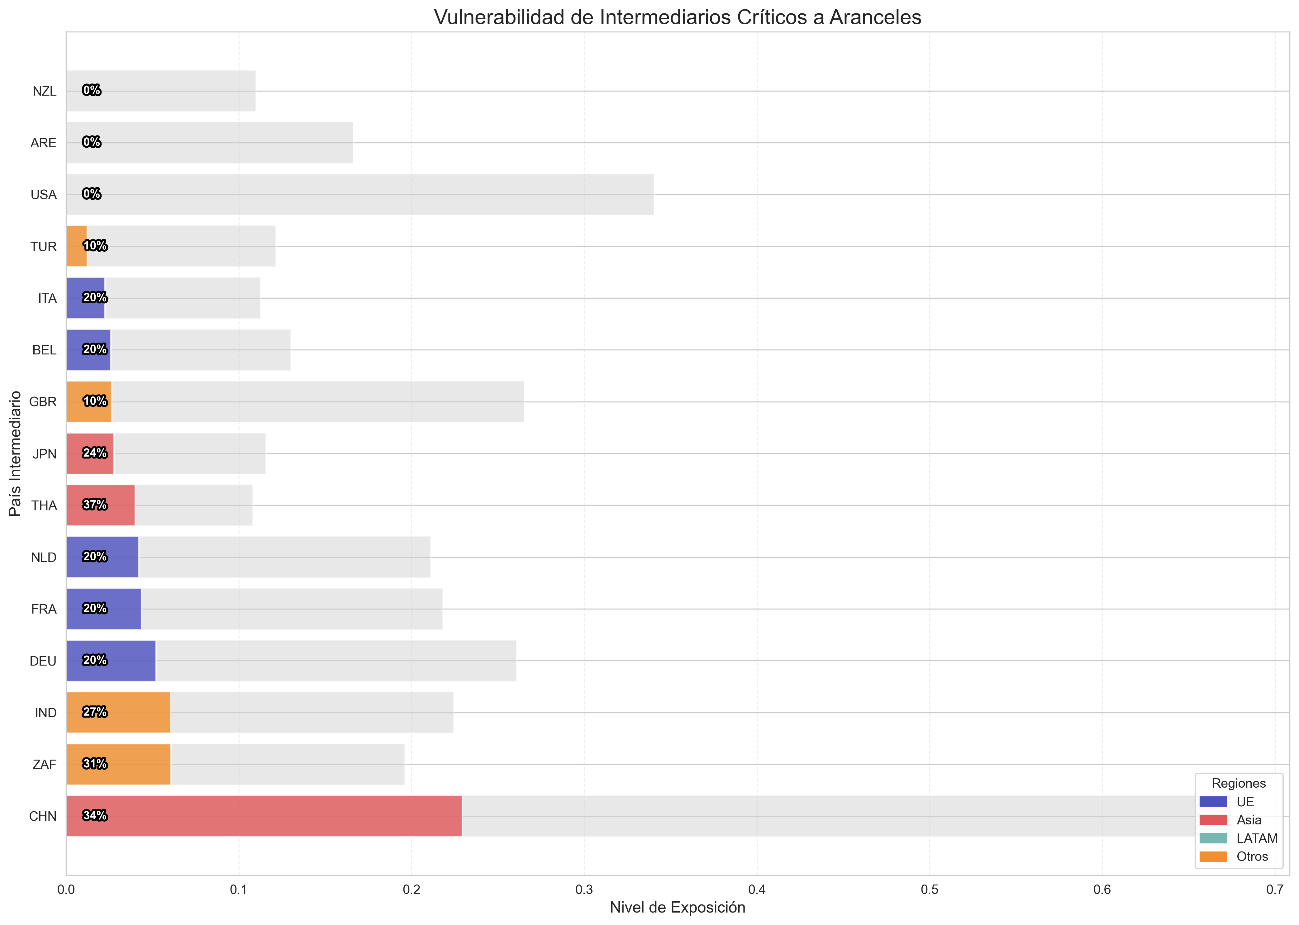 Vulnerabilidad de Intermediarios Críticos a Aranceles
País Intermediario
NZL 0%
ARE 0%
USA 0%
TUR 10%
ITA 20%
BEL 20%
GBR 10%
JPN 24%
THA 37%
NLD 20%
FRA 20%
DEU 20%
IND 27%
ZAF 31%
CHN 34%
Regiones
UE
Asia
LATAM
Otros
0.0 0.1 0.2 0.3 0.4 0.5 0.6 0.7
Nivel de Exposición